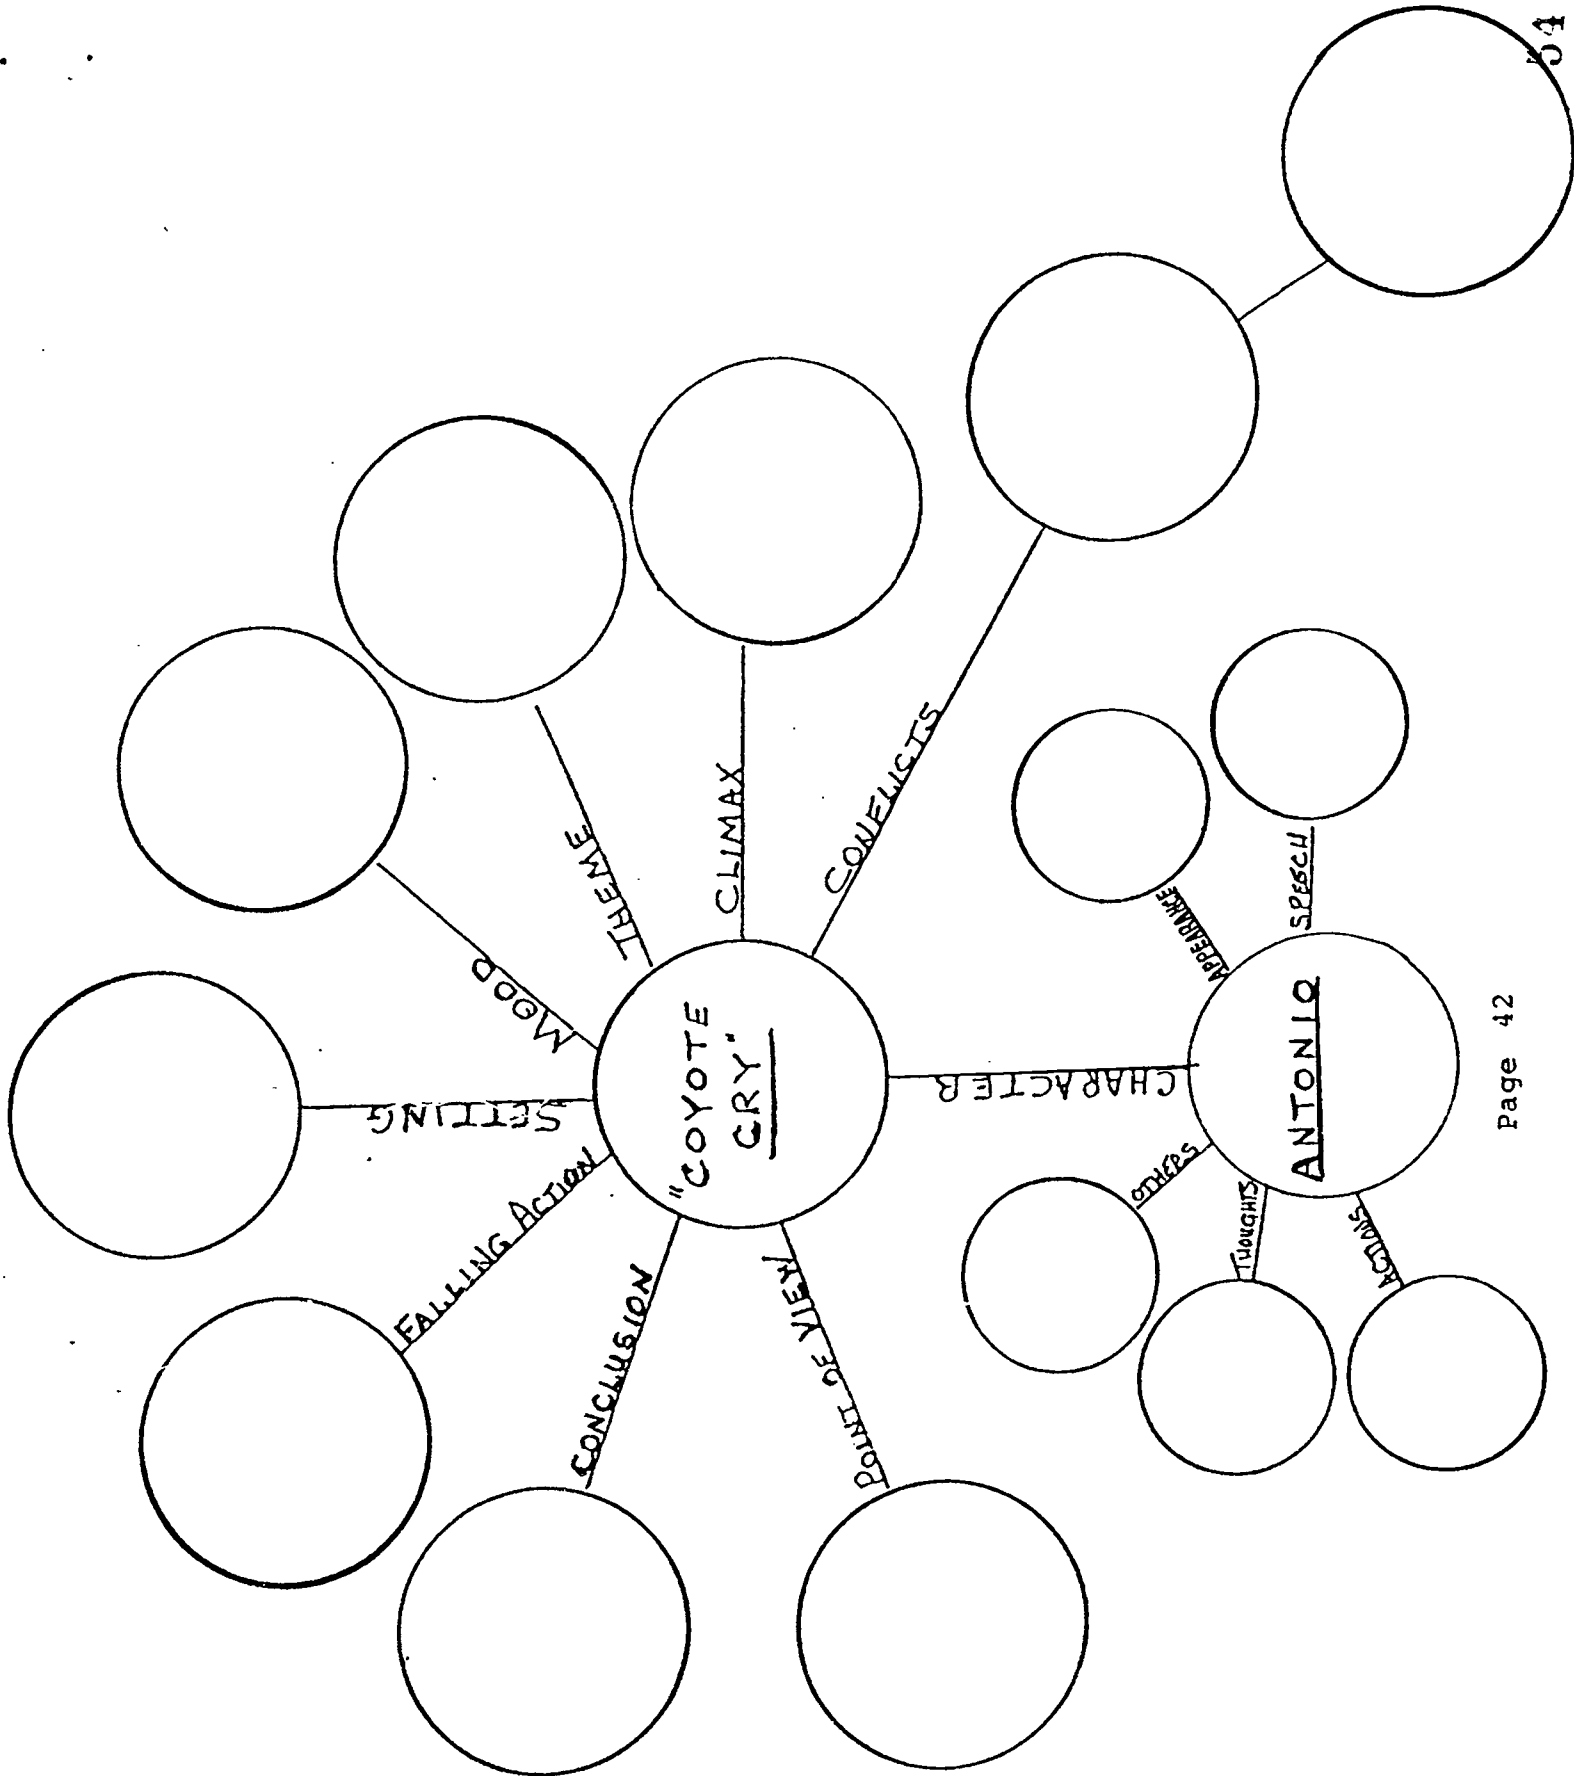 "COYOTE
CRY"
SETTING
MOOD
THEME
CLIMAX
CONFLICTS
CHARACTER
POINT OF VIEW
CONCLUSION
FALLING ACTION
ANTONIO
APPEARANCE
SPEECH
OTHERS
THOUGHTS
ACTIONS
Page 42
54